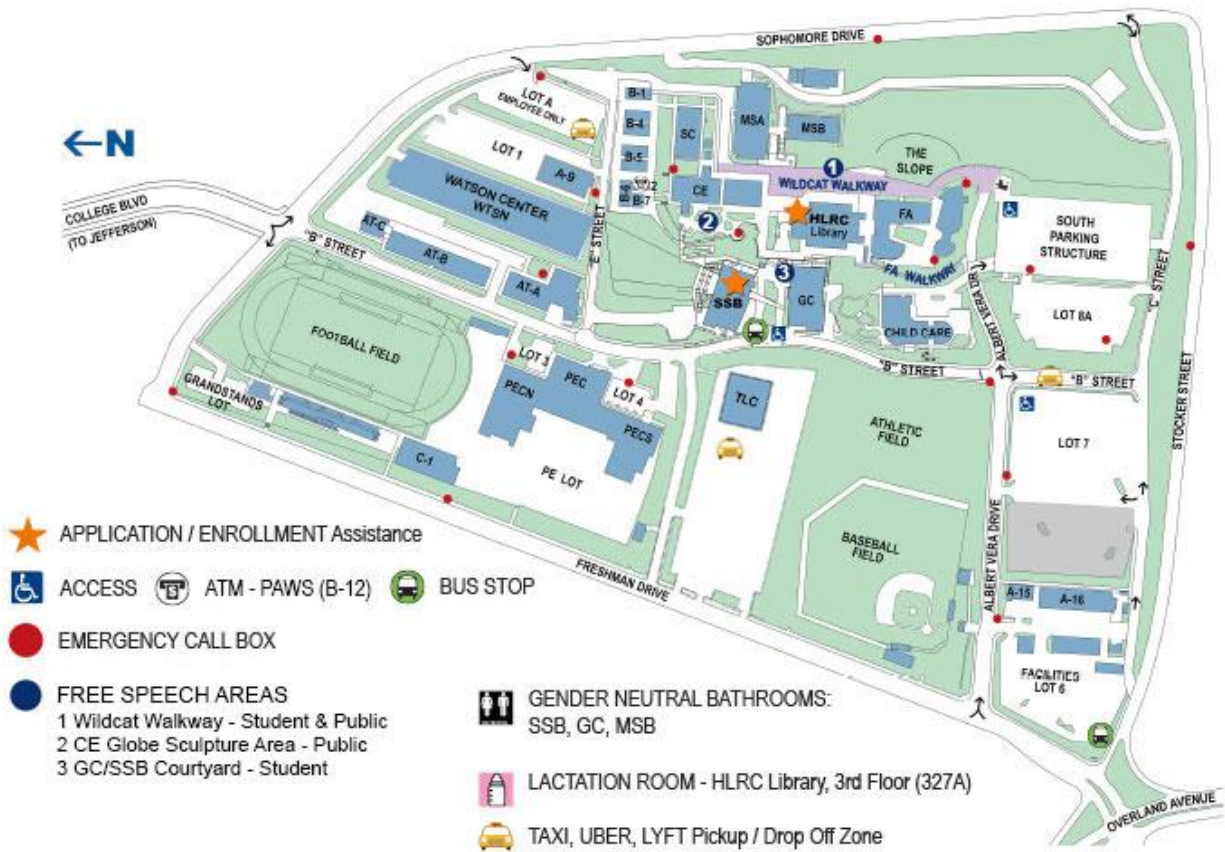 SOPHOMORE DRIVE
←N
COLLEGE BLVD
(TO JEFFERSON)
LOT A
EMPLOYEE ONLY
LOT 1
A-9
WATSON CENTER
WTSN
B-1
B-4
B-5
B-6
B-7
SC
MSA
MSB
CE
THE
SLOPE
1
WILDCAT WALKWAY
2
HLRC
Library
FA
FA WALKWAY
3
SSB
GC
CHILD CARE
SOUTH
PARKING
STRUCTURE
LOT 8A
"C" STREET
STOCKER STREET
ALBERT VERA DR
"E" STREET
"B" STREET
AT-C
AT-B
AT-A
FOOTBALL FIELD
GRANDSTANDS
LOT
LOT 3
PEC
PECN
LOT 4
PECS
C-1
PE LOT
TLC
"B" STREET
"B" STREET
ATHLETIC
FIELD
LOT 7
BASEBALL
FIELD
ALBERT VERA DRIVE
FRESHMAN DRIVE
A-15
A-16
FACILITIES
LOT 6
OVERLAND AVENUE
APPLICATION / ENROLLMENT Assistance
ACCESS ATM - PAWS (B-12) BUS STOP
EMERGENCY CALL BOX
FREE SPEECH AREAS
1 Wildcat Walkway - Student & Public
2 CE Globe Sculpture Area - Public
3 GC/SSB Courtyard - Student
GENDER NEUTRAL BATHROOMS:
SSB, GC, MSB
LACTATION ROOM - HLRC Library, 3rd Floor (327A)
TAXI, UBER, LYFT Pickup / Drop Off Zone